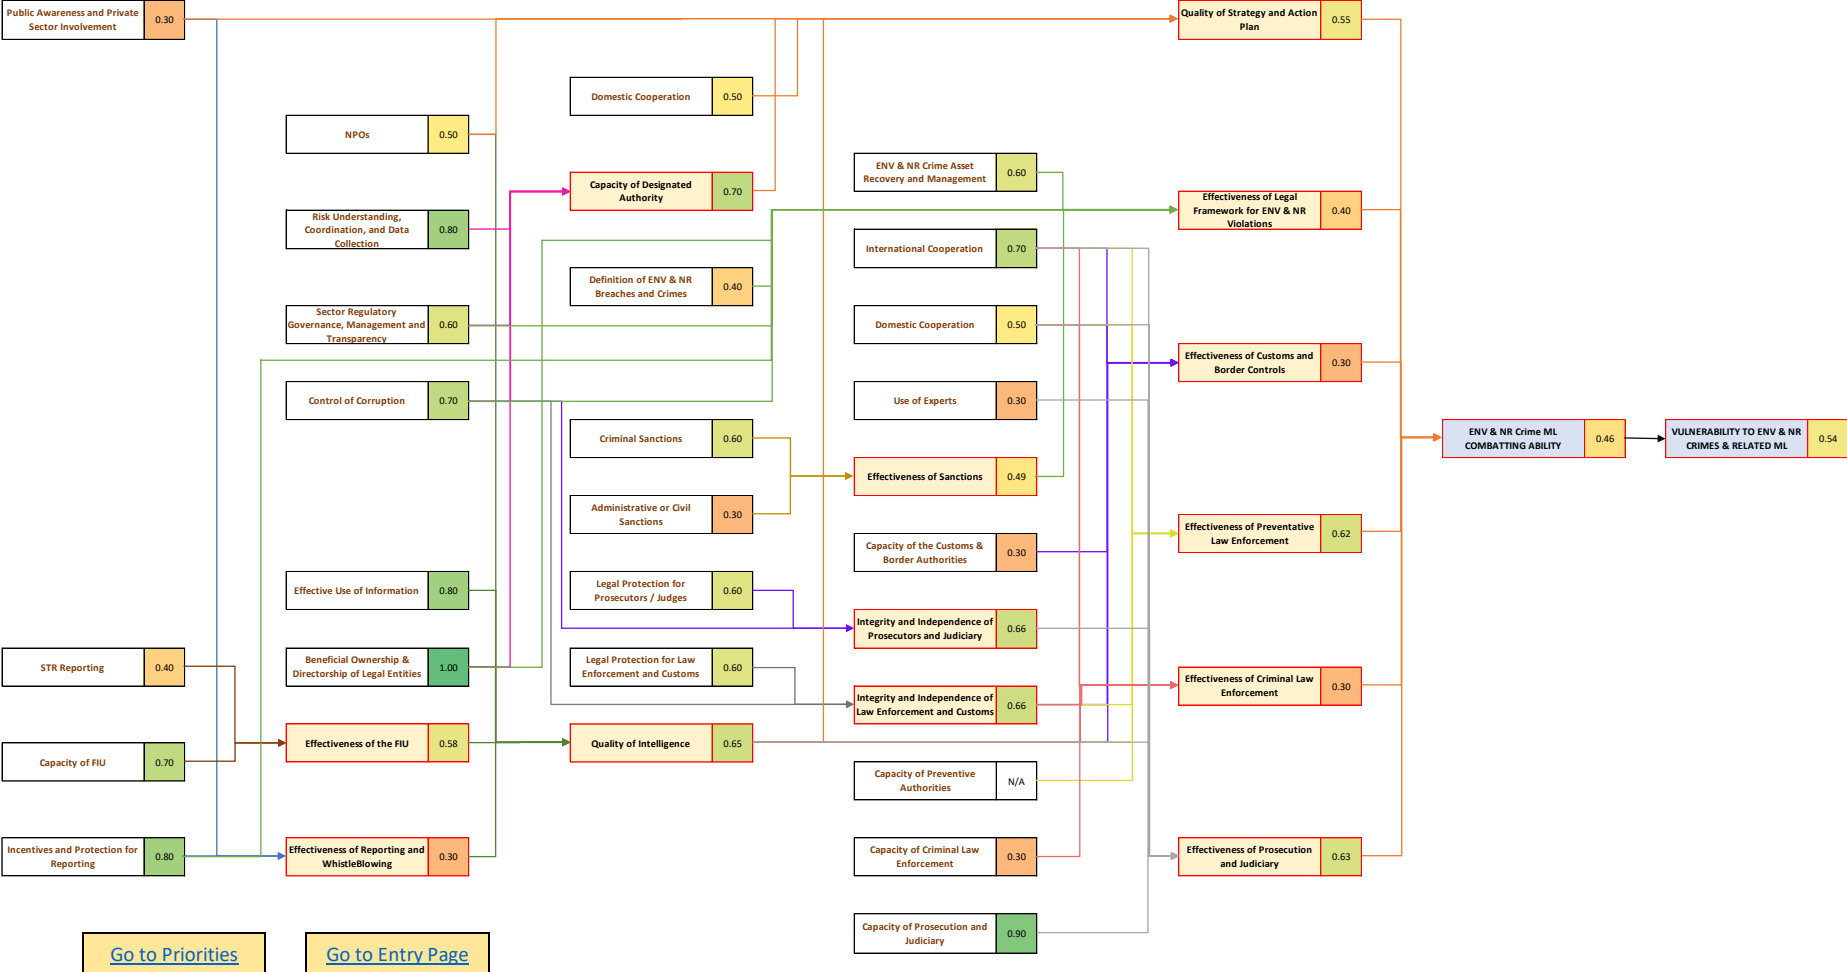 Public Awareness and Private
Sector Involvement
0.30
Quality of Strategy and Action
Plan
0.55
Domestic Cooperation
0.50
NPOs
0.50
ENV & NR Crime Asset
Recovery and Management
0.60
Capacity of Designated
Authority
0.70
Effectiveness of Legal
Framework for ENV & NR
Violations
0.40
Risk Understanding,
Coordination, and Data
Collection
0.80
International Cooperation
0.70
Definition of ENV & NR
Breaches and Crimes
0.40
Sector Regulatory
Governance, Management and
Transparency
0.60
Domestic Cooperation
0.50
Effectiveness of Customs and
Border Controls
0.30
Control of Corruption
0.70
Use of Experts
0.30
Criminal Sanctions
0.60
ENV & NR Crime ML
COMBATTING ABILITY
0.46
VULNERABILITY TO ENV & NR
CRIMES & RELATED ML
0.54
Effectiveness of Sanctions
0.49
Administrative or Civil
Sanctions
0.30
Effectiveness of Preventative
Law Enforcement
0.62
Capacity of the Customs &
Border Authorities
0.30
Effective Use of Information
0.80
Legal Protection for
Prosecutors / Judges
0.60
Integrity and Independence of
Prosecutors and Judiciary
0.66
STR Reporting
0.40
Beneficial Ownership &
Directorship of Legal Entities
1.00
Legal Protection for Law
Enforcement and Customs
0.60
Effectiveness of Criminal Law
Enforcement
0.30
Integrity and Independence of
Law Enforcement and Customs
0.66
Effectiveness of the FIU
0.58
Quality of Intelligence
0.65
Capacity of FIU
0.70
Capacity of Preventive
Authorities
N/A
Incentives and Protection for
Reporting
0.80
Effectiveness of Reporting and
WhistleBlowing
0.30
Capacity of Criminal Law
Enforcement
0.30
Effectiveness of Prosecution
and Judiciary
0.63
Capacity of Prosecution and
Judiciary
0.90
Go to Priorities
Go to Entry Page